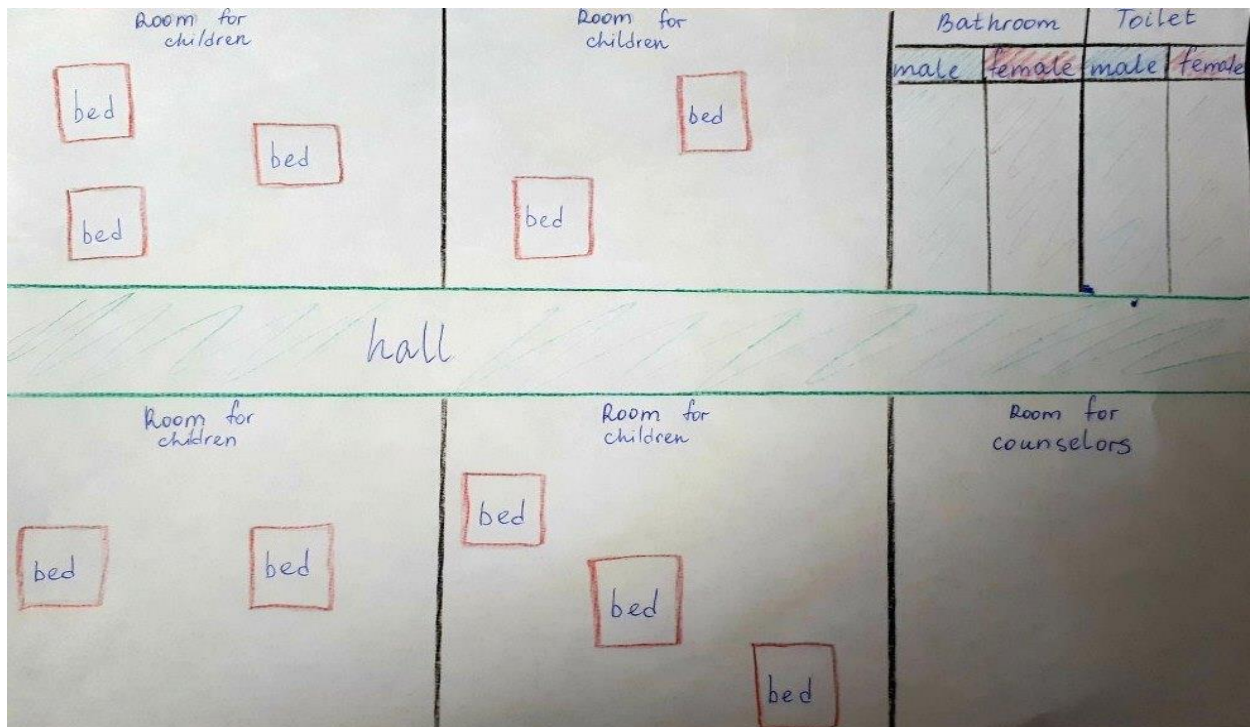 Room for
children
bed
bed
bed
Room for
children
bed
bed
Bathroom
Toilet
male
female
male
female
hall
Room for
children
bed
bed
Room for
children
bed
bed
bed
Room for
counselors